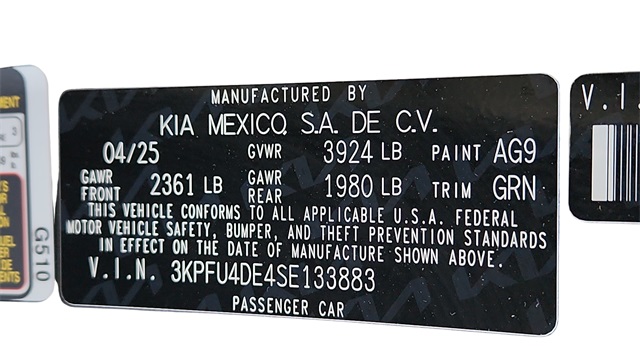 MANUFACTURED BY
KIA MEXICO, S.A. DE C.V.
04/25 GVWR 3924 LB PAINT AG9
GAWR FRONT 2361 LB GAWR REAR 1980 LB TRIM GRN
THIS VEHICLE CONFORMS TO ALL APPLICABLE U.S.A. FEDERAL
MOTOR VEHICLE SAFETY, BUMPER, AND THEFT PREVENTION STANDARDS
IN EFFECT ON THE DATE OF MANUFACTURE SHOWN ABOVE.
V.I.N. 3KPFU4DE4SE133883
PASSENGER CAR
G510
V.I.